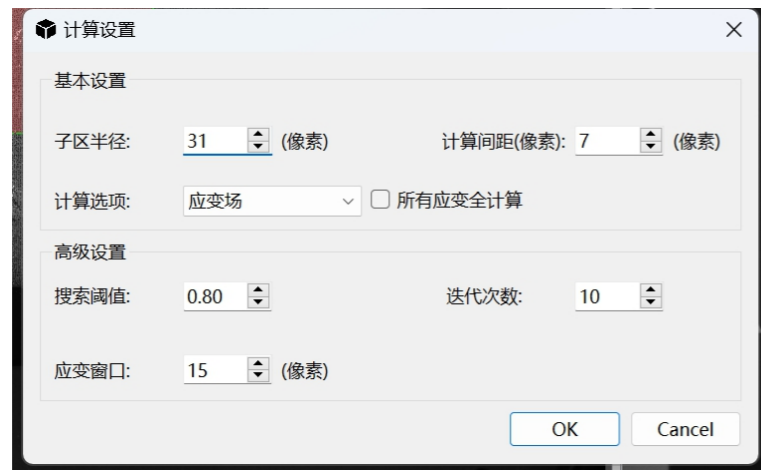 计算设置
基本设置
子区半径: 31 (像素) 计算间距(像素): 7 (像素)
计算选项: 应变场 所有应变全计算
高级设置
搜索阈值: 0.80 迭代次数: 10
应变窗口: 15 (像素)
OK Cancel